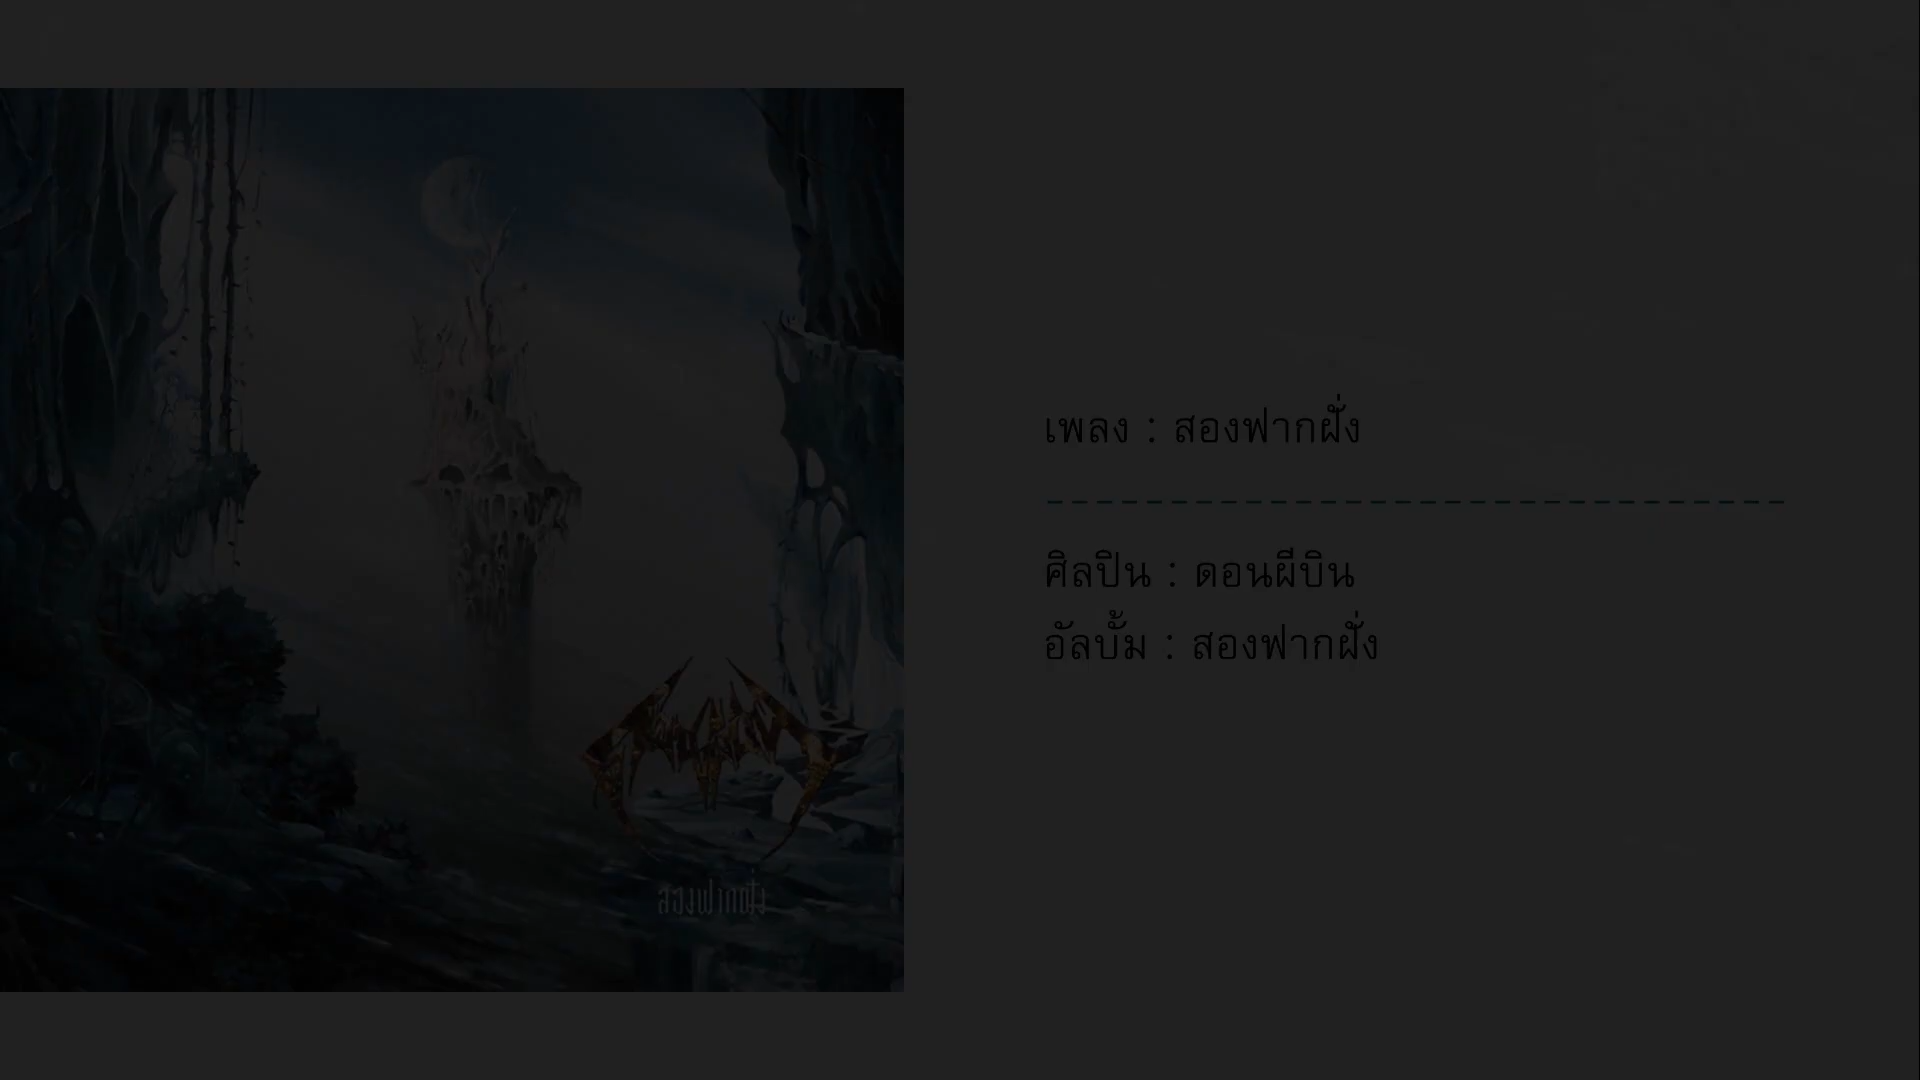 เพลง : สองฟากฝั่ง
ศิลปิน : ดอนผีบิน
อัลบั้ม : สองฟากฝั่ง
สองฟากฝั่ง